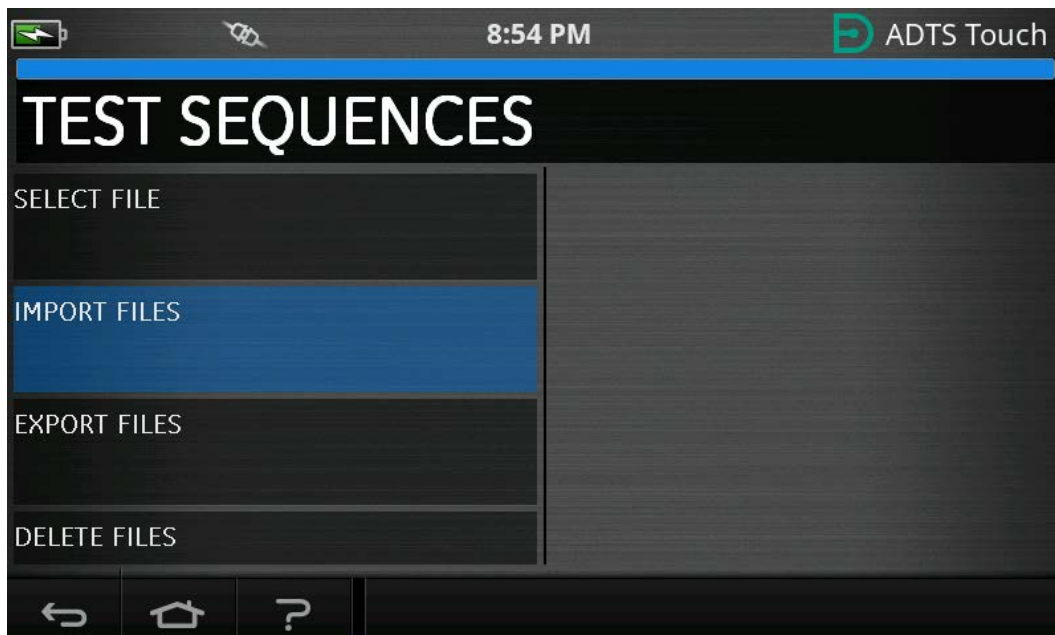 8:54 PM
ADTS Touch
TEST SEQUENCES
SELECT FILE
IMPORT FILES
EXPORT FILES
DELETE FILES
?